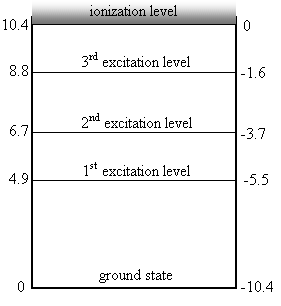 ionization level
10.4 0
3rd excitation level
8.8 -1.6
2nd excitation level
6.7 -3.7
1st excitation level
4.9 -5.5
ground state
0 -10.4